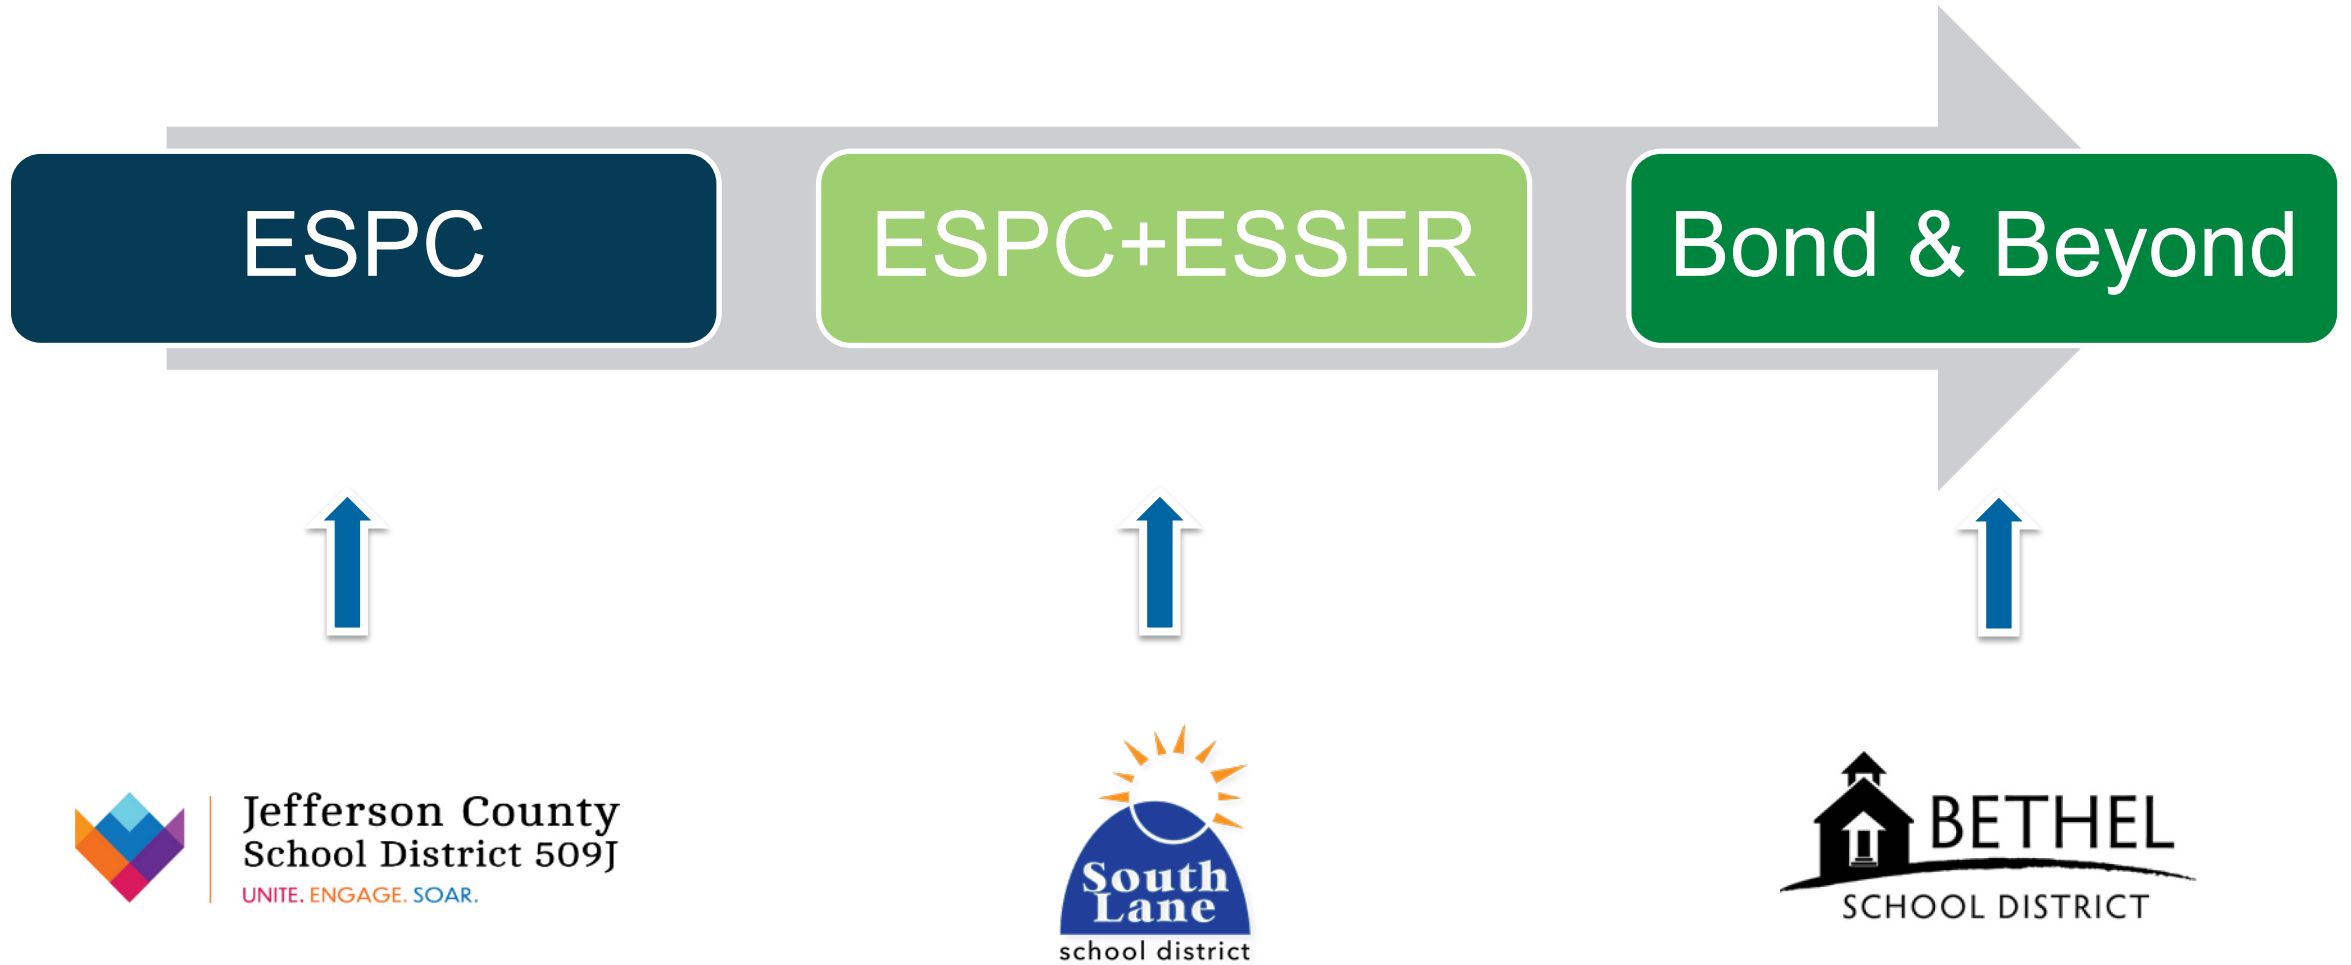 ESPC
ESPC+ESSER
Bond & Beyond
Jefferson County
School District 509J
UNITE. ENGAGE. SOAR.
South
Lane
school district
BETHEL
SCHOOL DISTRICT